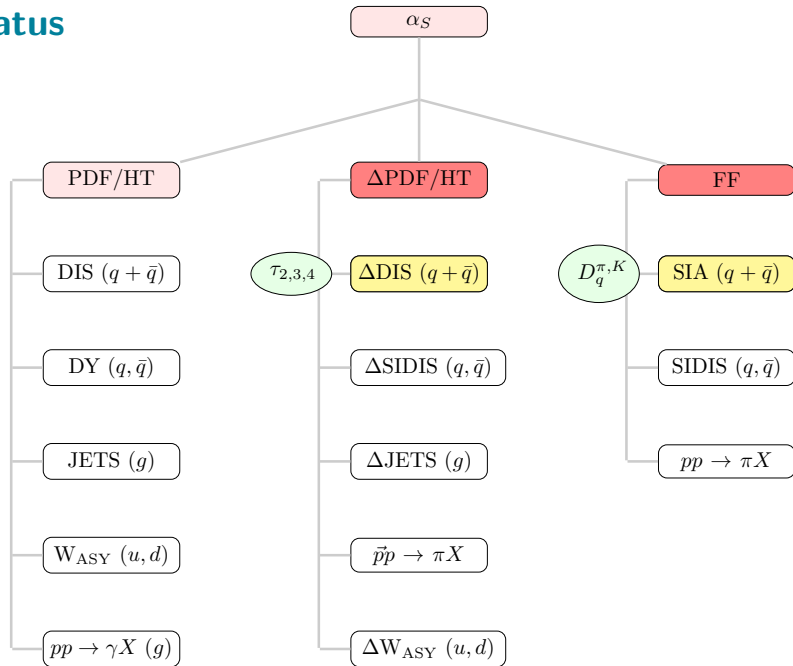 atus
α_S
PDF/HT
ΔPDF/HT
FF
DIS (q + q̄)
τ_{2,3,4}
ΔDIS (q + q̄)
D_q^{π,K}
SIA (q + q̄)
DY (q, q̄)
ΔSIDIS (q, q̄)
SIDIS (q, q̄)
JETS (g)
ΔJETS (g)
pp → πX
W_ASY (u, d)
p⃗p → πX
pp → γX (g)
ΔW_ASY (u, d)